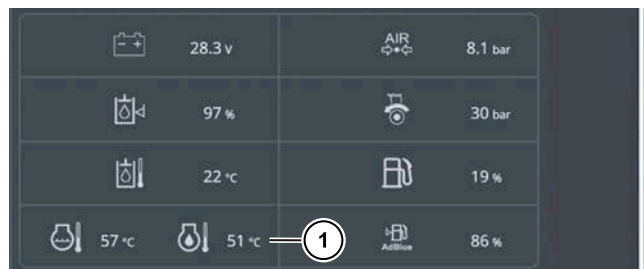 28.3 v
AIR
8.1 bar
97 %
30 bar
22 °C
19 %
57 °C
51 °C
1
AdBlue
86 %